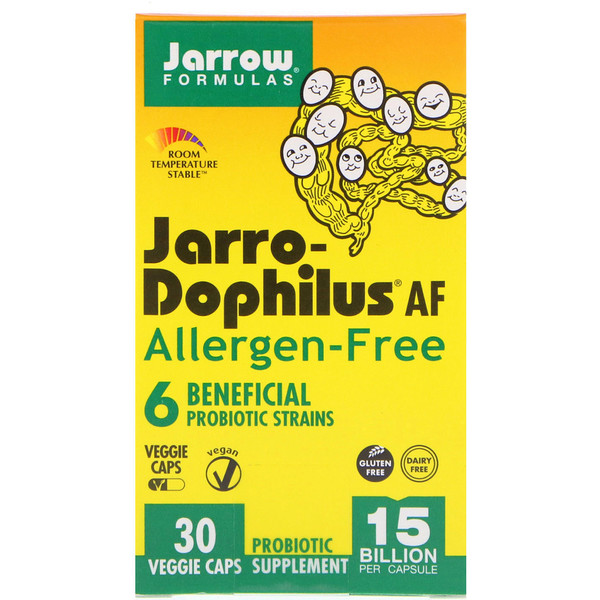 Jarrow®
FORMULAS
ROOM
TEMPERATURE
STABLE™
Jarro-
Dophilus® AF
Allergen-Free
6 BENEFICIAL
PROBIOTIC STRAINS
VEGGIE
CAPS
vegan
GLUTEN
FREE
DAIRY
FREE
30
VEGGIE CAPS
PROBIOTIC
SUPPLEMENT
15
BILLION
PER CAPSULE